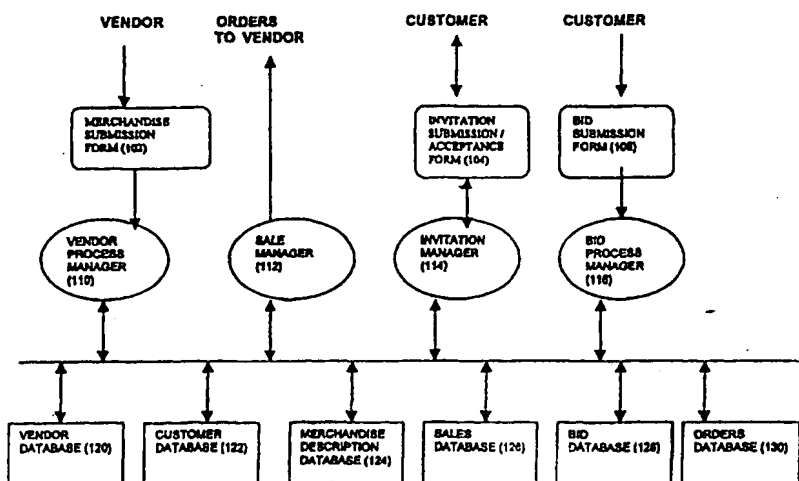 VENDOR
ORDERS
TO VENDOR
CUSTOMER
CUSTOMER
MERCHANDISE
SUBMISSION
FORM (102)
INVITATION
SUBMISSION /
ACCEPTANCE
FORM (104)
BID
SUBMISSION
FORM (106)
VENDOR
PROCESS
MANAGER
(110)
SALE
MANAGER
(112)
INVITATION
MANAGER
(114)
BID
PROCESS
MANAGER
(116)
VENDOR
DATABASE (120)
CUSTOMER
DATABASE (122)
MERCHANDISE
DESCRIPTION
DATABASE (124)
SALES
DATABASE (126)
BID
DATABASE (128)
ORDERS
DATABASE (130)